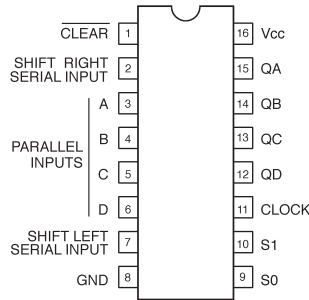 CLEAR 1 16 Vcc
SHIFT RIGHT
SERIAL INPUT 2 15 QA
A 3 14 QB
B 4 13 QC
PARALLEL
INPUTS
C 5 12 QD
D 6 11 CLOCK
SHIFT LEFT
SERIAL INPUT 7 10 S1
GND 8 9 S0